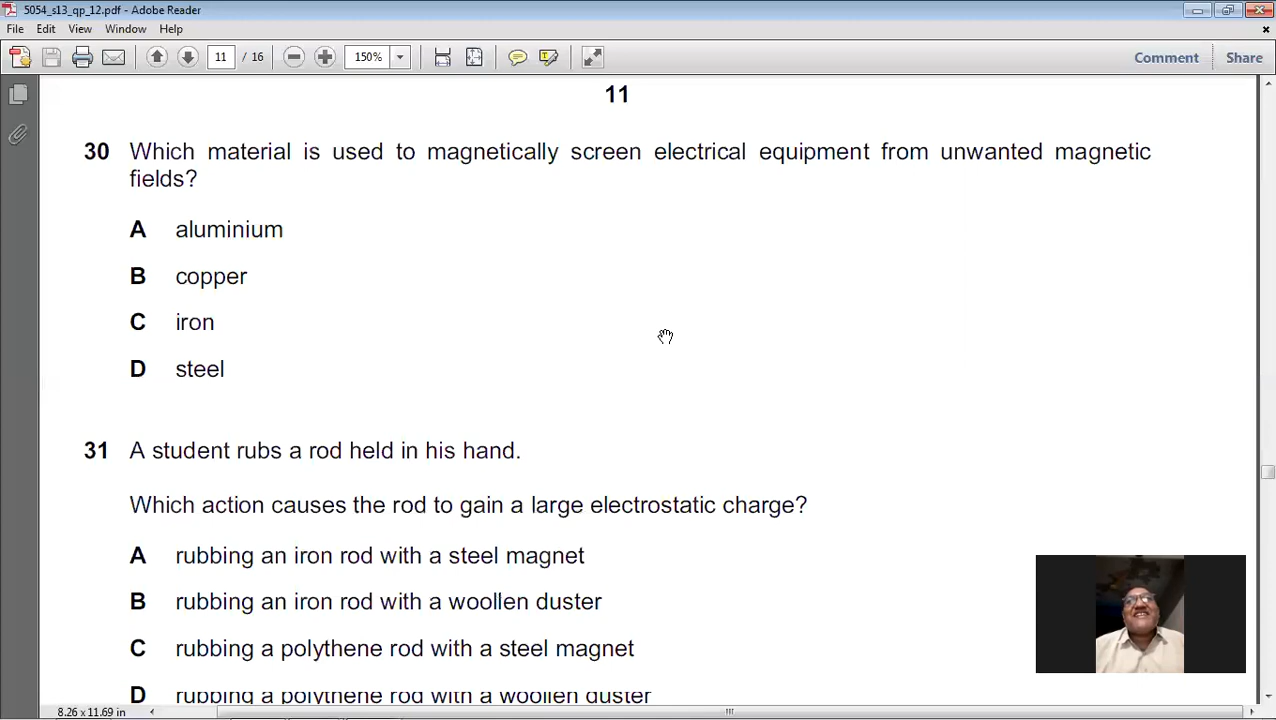 5054_s13_qp_12.pdf - Adobe Reader
File Edit View Window Help
11 / 16 150% Comment Share
11
30 Which material is used to magnetically screen electrical equipment from unwanted magnetic
fields?
A aluminium
B copper
C iron
D steel
31 A student rubs a rod held in his hand.
Which action causes the rod to gain a large electrostatic charge?
A rubbing an iron rod with a steel magnet
B rubbing an iron rod with a woollen duster
C rubbing a polythene rod with a steel magnet
D rubbing a polythene rod with a woollen duster
8.26 x 11.69 in